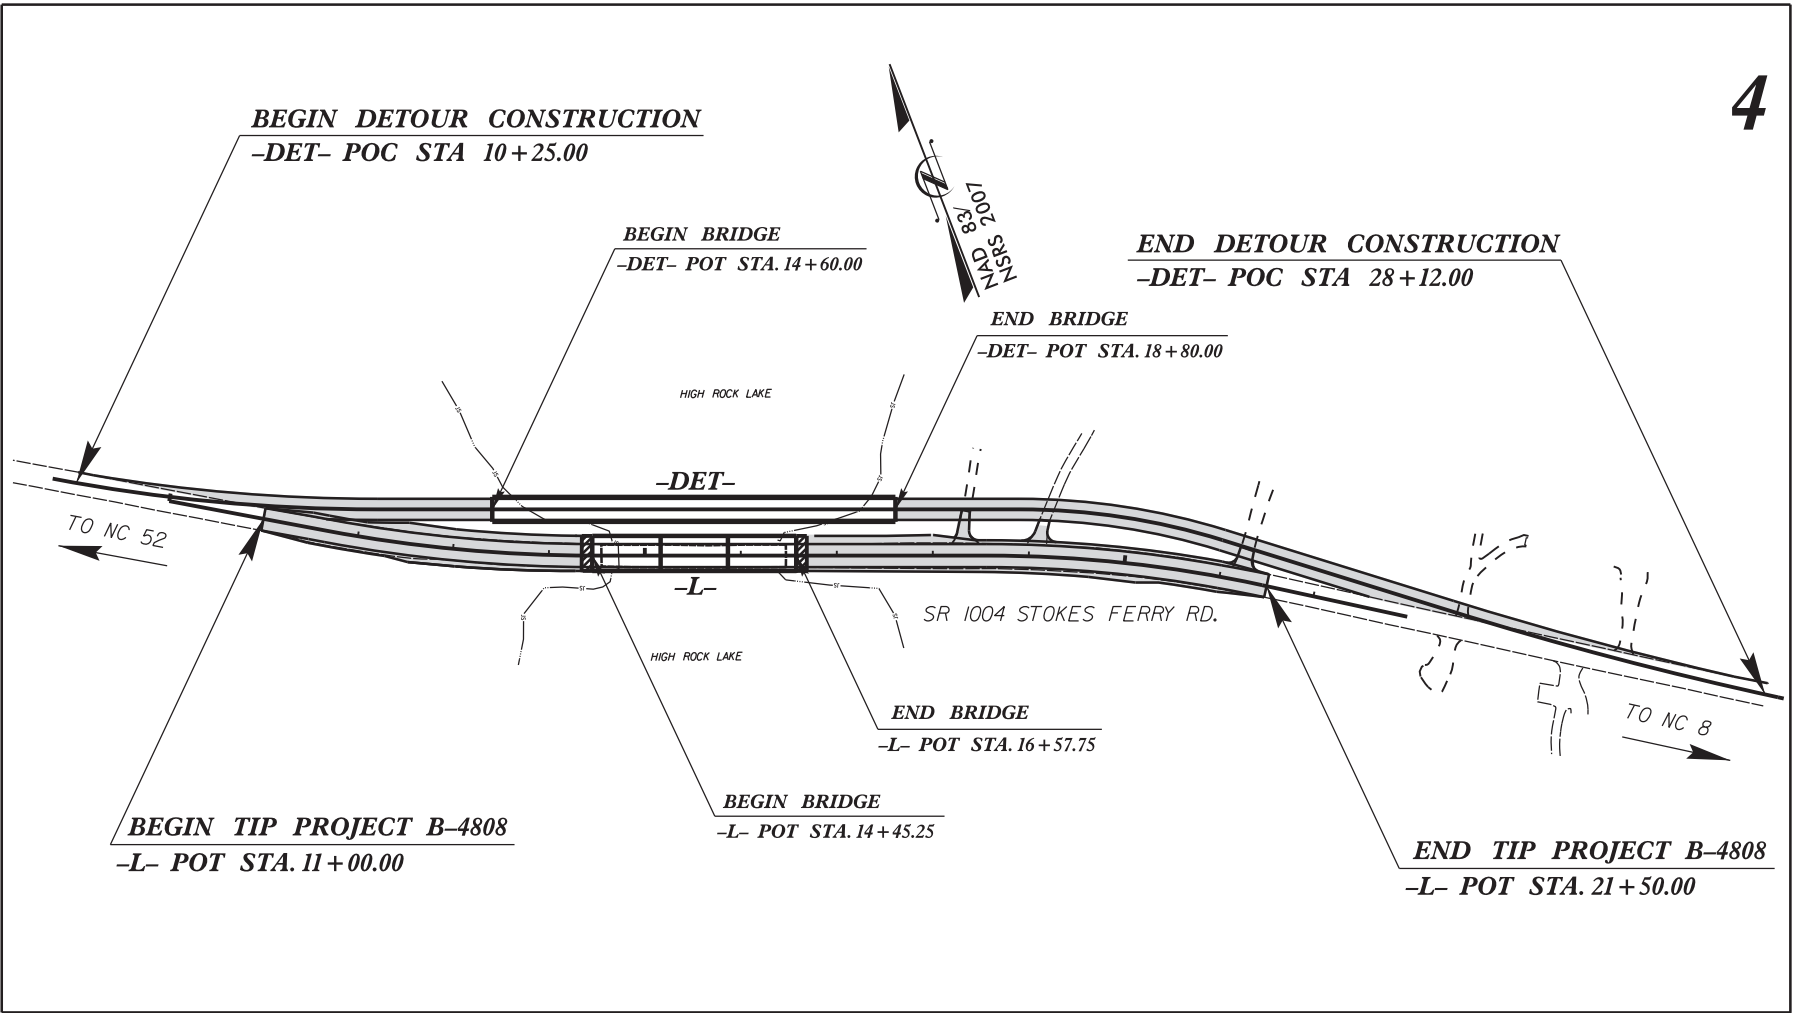 4
BEGIN DETOUR CONSTRUCTION
–DET– POC STA 10+25.00
BEGIN BRIDGE
–DET– POT STA. 14+60.00
NAD 83/
NSRS 2007
END DETOUR CONSTRUCTION
–DET– POC STA 28+12.00
END BRIDGE
–DET– POT STA. 18+80.00
HIGH ROCK LAKE
–DET–
TO NC 52
–L–
SR 1004 STOKES FERRY RD.
HIGH ROCK LAKE
END BRIDGE
–L– POT STA. 16+57.75
TO NC 8
BEGIN BRIDGE
–L– POT STA. 14+45.25
BEGIN TIP PROJECT B–4808
–L– POT STA. 11+00.00
END TIP PROJECT B–4808
–L– POT STA. 21+50.00